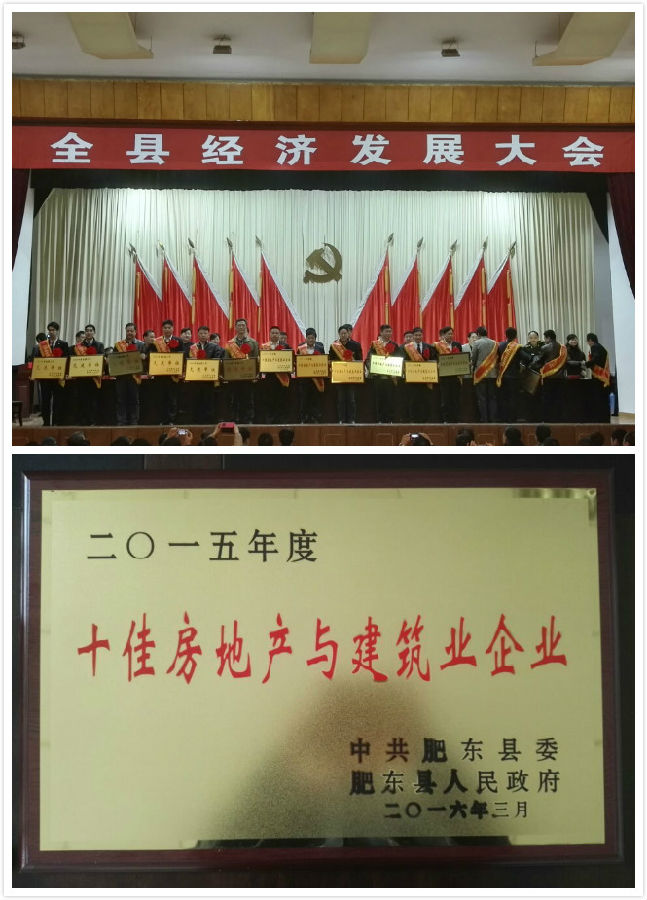 全县经济发展大会
二〇一五年度
十佳房地产与建筑业企业
中共肥东县委
肥东县人民政府
二〇一六年三月